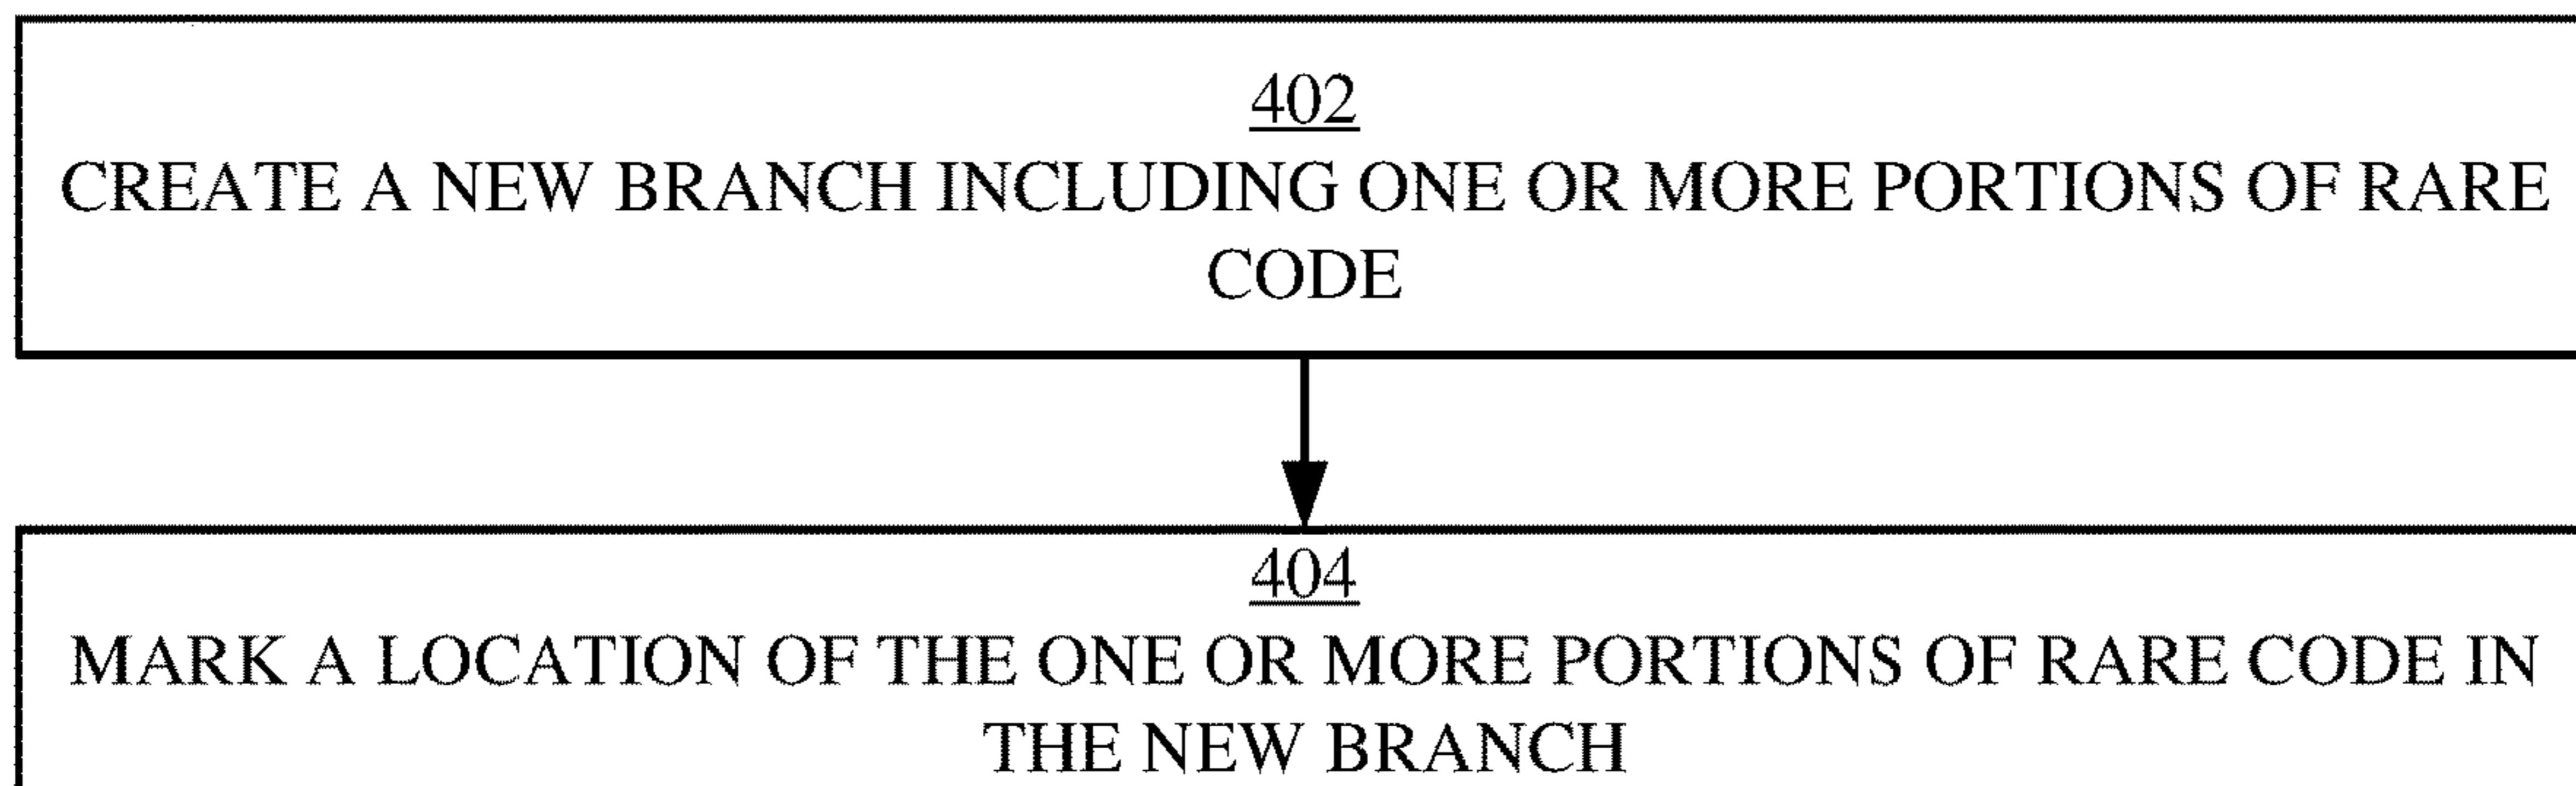 402
CREATE A NEW BRANCH INCLUDING ONE OR MORE PORTIONS OF RARE
CODE
404
MARK A LOCATION OF THE ONE OR MORE PORTIONS OF RARE CODE IN
THE NEW BRANCH